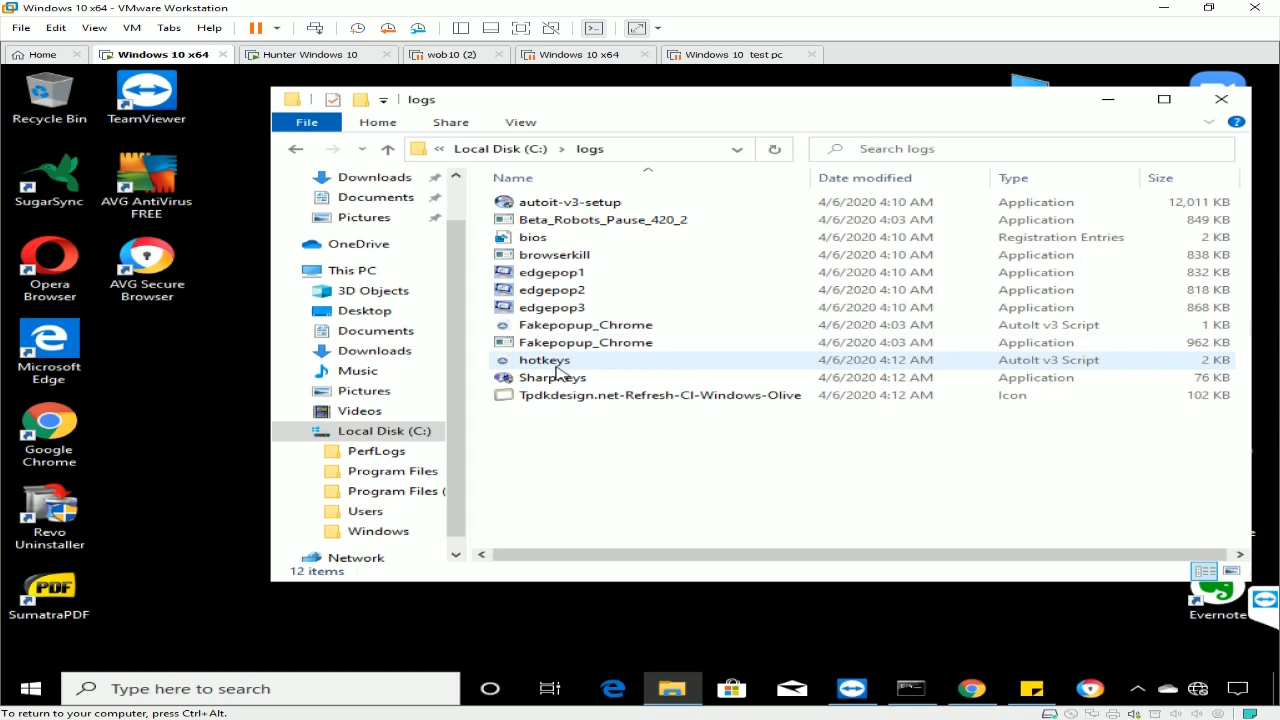 Windows 10 x64 - VMware Workstation
File Edit View VM Tabs Help
Home Windows 10 x64 Hunter Windows 10 wob10 (2) Windows 10 x64 Windows 10 test pc
Recycle Bin
TeamViewer
SugarSync
AVG AntiVirus
FREE
Opera
Browser
AVG Secure
Browser
Microsoft
Edge
Google
Chrome
Revo
Uninstaller
PDF
SumatraPDF
logs
File Home Share View
« Local Disk (C:) › logs
Search logs
Downloads
Documents
Pictures
OneDrive
This PC
3D Objects
Desktop
Documents
Downloads
Music
Pictures
Videos
Local Disk (C:)
PerfLogs
Program Files
Program Files (
Users
Windows
Network
Name Date modified Type Size
autoit-v3-setup 4/6/2020 4:10 AM Application 12,011 KB
Beta_Robots_Pause_420_2 4/6/2020 4:03 AM Application 849 KB
bios 4/6/2020 4:10 AM Registration Entries 2 KB
browserkill 4/6/2020 4:10 AM Application 838 KB
edgepop1 4/6/2020 4:10 AM Application 832 KB
edgepop2 4/6/2020 4:10 AM Application 818 KB
edgepop3 4/6/2020 4:10 AM Application 868 KB
Fakepopup_Chrome 4/6/2020 4:03 AM AutoIt v3 Script 1 KB
Fakepopup_Chrome 4/6/2020 4:03 AM Application 962 KB
hotkeys 4/6/2020 4:12 AM AutoIt v3 Script 2 KB
SharpKeys 4/6/2020 4:12 AM Application 76 KB
Tpdkdesign.net-Refresh-Cl-Windows-Olive 4/6/2020 4:12 AM Icon 102 KB
12 items
Evernote
Type here to search
To return to your computer, press Ctrl+Alt.